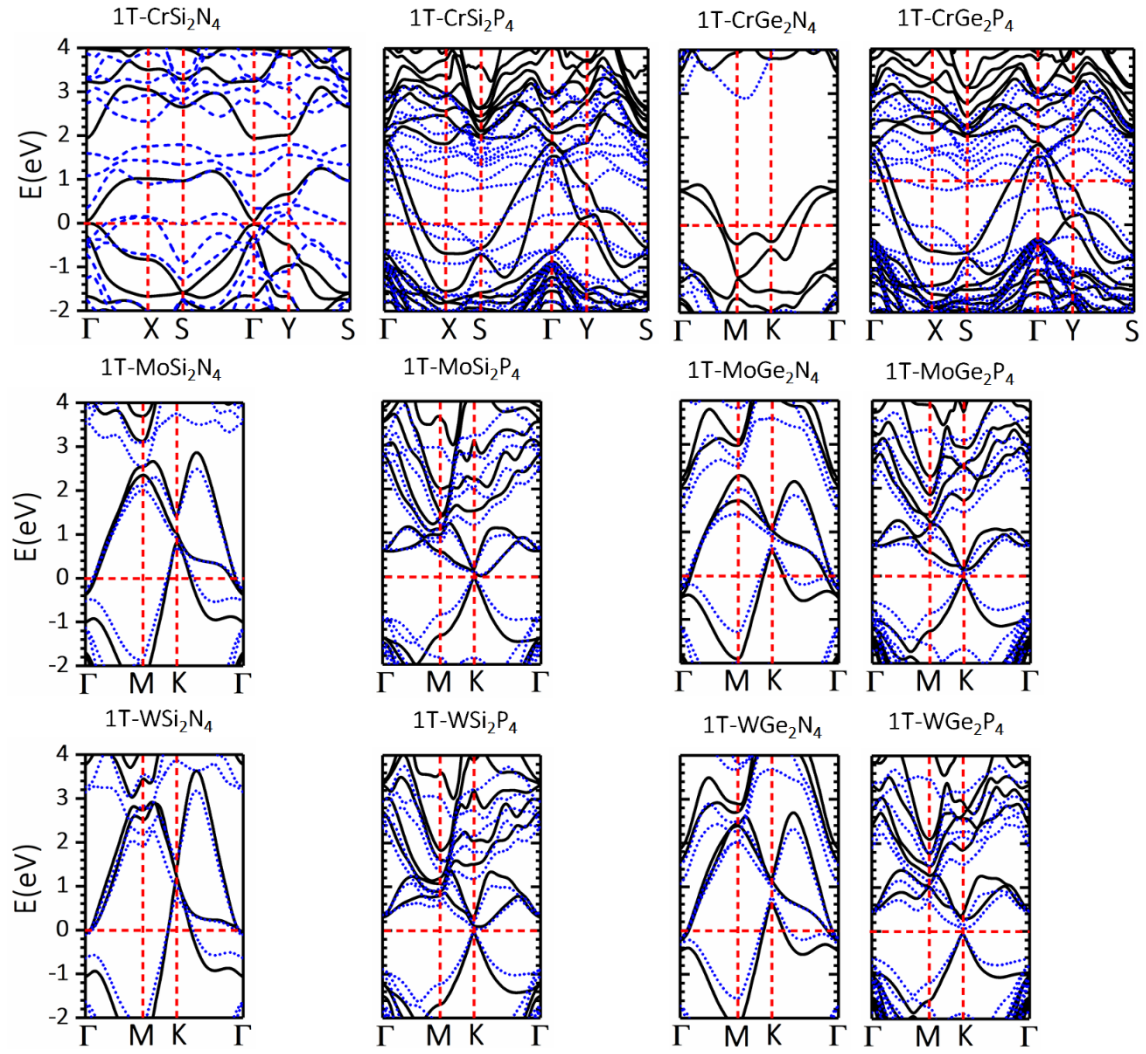 1T-CrSi₂N₄ 1T-CrSi₂P₄ 1T-CrGe₂N₄ 1T-CrGe₂P₄
4
3
2
1
0
-1
-2
E(eV)
Γ X S Γ Y S Γ X S Γ Y S Γ M K Γ Γ X S Γ Y S
1T-MoSi₂N₄ 1T-MoSi₂P₄ 1T-MoGe₂N₄ 1T-MoGe₂P₄
4
3
2
1
0
-1
-2
E(eV)
Γ M K Γ Γ M K Γ Γ M K Γ Γ M K Γ
1T-WSi₂N₄ 1T-WSi₂P₄ 1T-WGe₂N₄ 1T-WGe₂P₄
4
3
2
1
0
-1
-2
E(eV)
Γ M K Γ Γ M K Γ Γ M K Γ Γ M K Γ